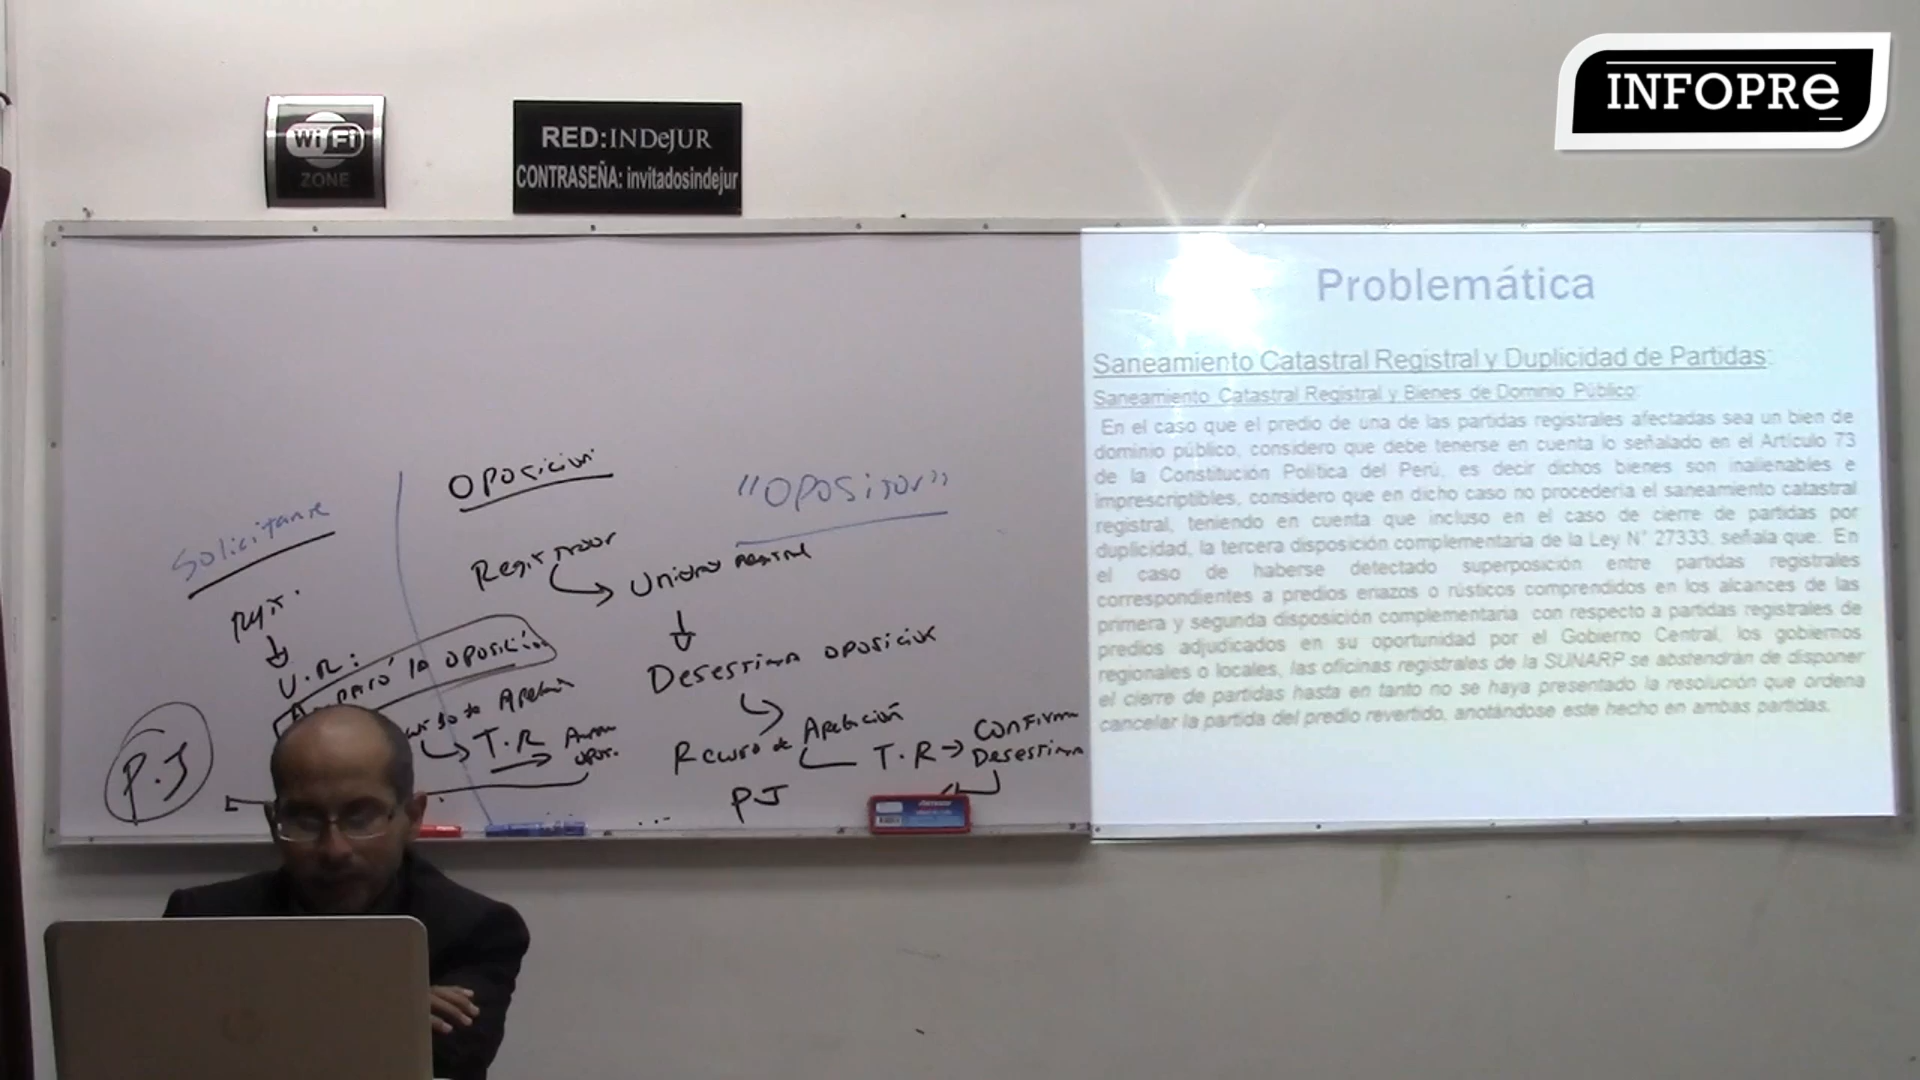 INFOPRe
Wi Fi
ZONE
RED:INDeJUR
CONTRASEÑA: invitadosindejur
Problemática
Saneamiento Catastral Registral y Duplicidad de Partidas:
Saneamiento Catastral Registral y Bienes de Dominio Público:
En el caso que el predio de una de las partidas registrales afectadas sea un bien de
dominio público, considero que debe tenerse en cuenta lo señalado en el Artículo 73
de la Constitución Política del Perú, es decir dichos bienes son inalienables e
imprescriptibles, considero que en dicho caso no procedería el saneamiento catastral
registral, teniendo en cuenta que incluso en el caso de cierre de partidas por
duplicidad, la tercera disposición complementaria de la Ley N° 27333, señala que: En
el caso de haberse detectado superposición entre partidas registrales
correspondientes a predios eriazos o rústicos comprendidos en los alcances de las
primera y segunda disposición complementaria con respecto a partidas registrales de
predios adjudicados en su oportunidad por el Gobierno Central, los gobiernos
regionales o locales, las oficinas registrales de la SUNARP se abstendrán de disponer
el cierre de partidas hasta en tanto no se haya presentado la resolución que ordena
cancelar la partida del predio revertido, anotándose este hecho en ambas partidas.
Solicitante
U.R:
la oposición
T.R
P.J
Oposición
Registrador
"Opositor"
Desestima oposición
Recurso de Apelación
T.R → Confirma
Desestima
PJ